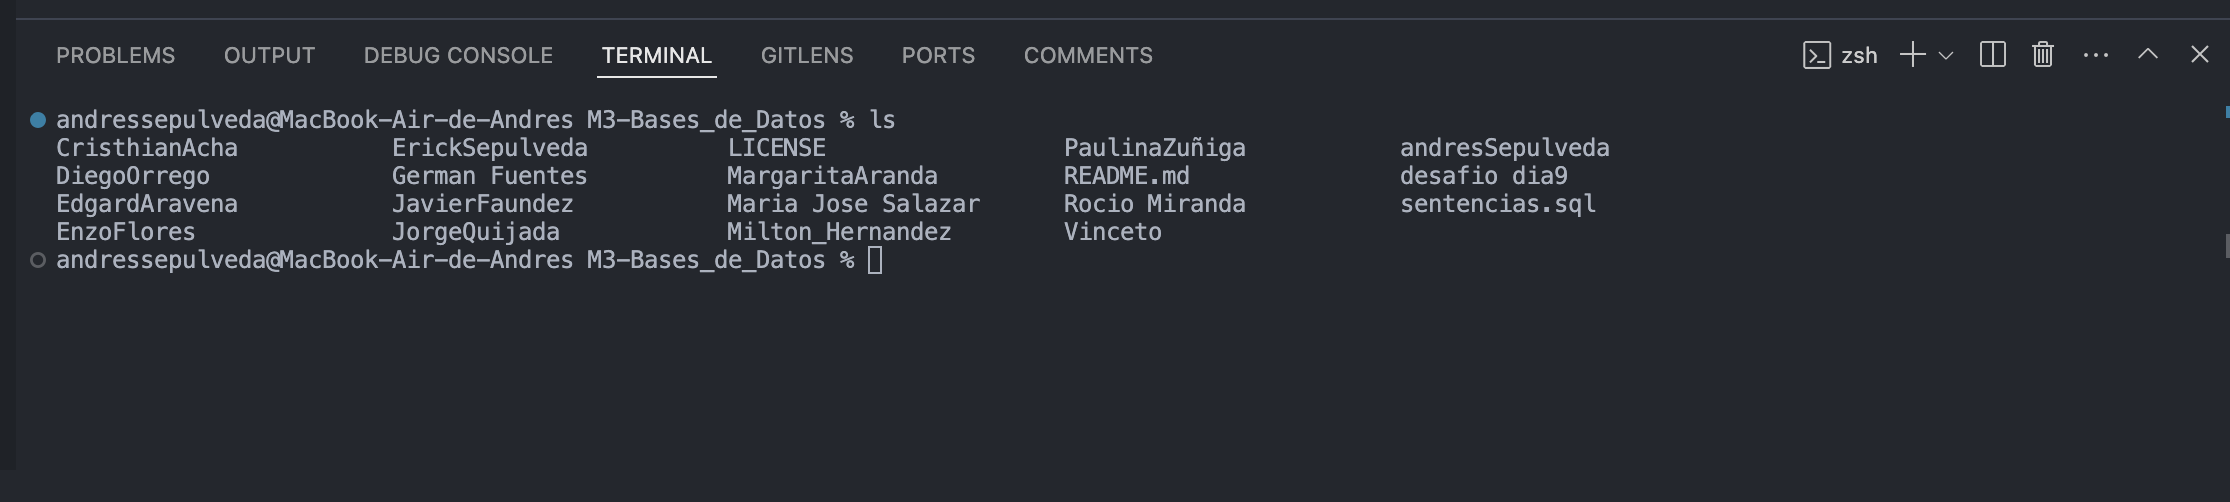 PROBLEMS OUTPUT DEBUG CONSOLE TERMINAL GITLENS PORTS COMMENTS zsh
andressepulveda@MacBook-Air-de-Andres M3-Bases_de_Datos % ls
CristhianAcha ErickSepulveda LICENSE PaulinaZuñiga andresSepulveda
DiegoOrrego German Fuentes MargaritaAranda README.md desafio dia9
EdgardAravena JavierFaundez Maria Jose Salazar Rocio Miranda sentencias.sql
EnzoFlores JorgeQuijada Milton_Hernandez Vinceto
andressepulveda@MacBook-Air-de-Andres M3-Bases_de_Datos %